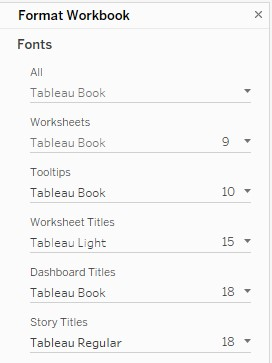 Format Workbook
Fonts
All
Tableau Book
Worksheets
Tableau Book 9
Tooltips
Tableau Book 10
Worksheet Titles
Tableau Light 15
Dashboard Titles
Tableau Book 18
Story Titles
Tableau Regular 18